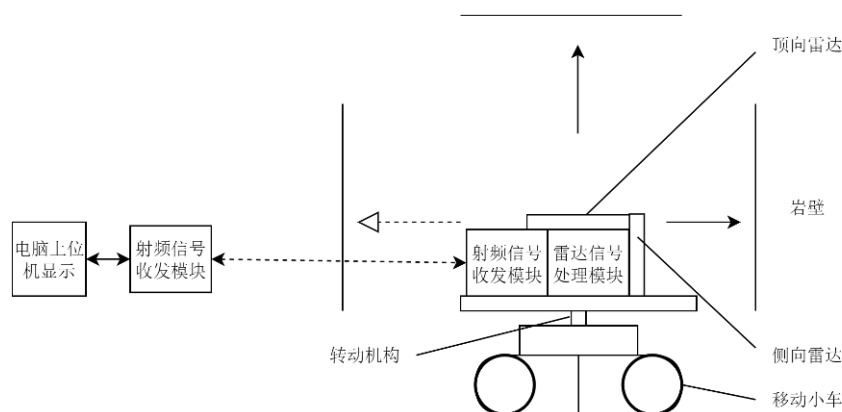 顶向雷达
岩壁
电脑上位
机显示
射频信号
收发模块
射频信号
收发模块
雷达信号
处理模块
转动机构
侧向雷达
移动小车